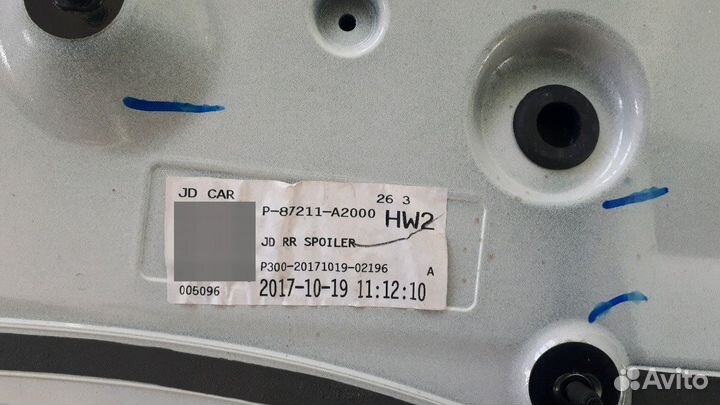 JD CAR
26 3
P-87211-A2000 HW2
JD RR SPOILER
P300-20171019-02196 A
005096 2017-10-19 11:12:10
Avito